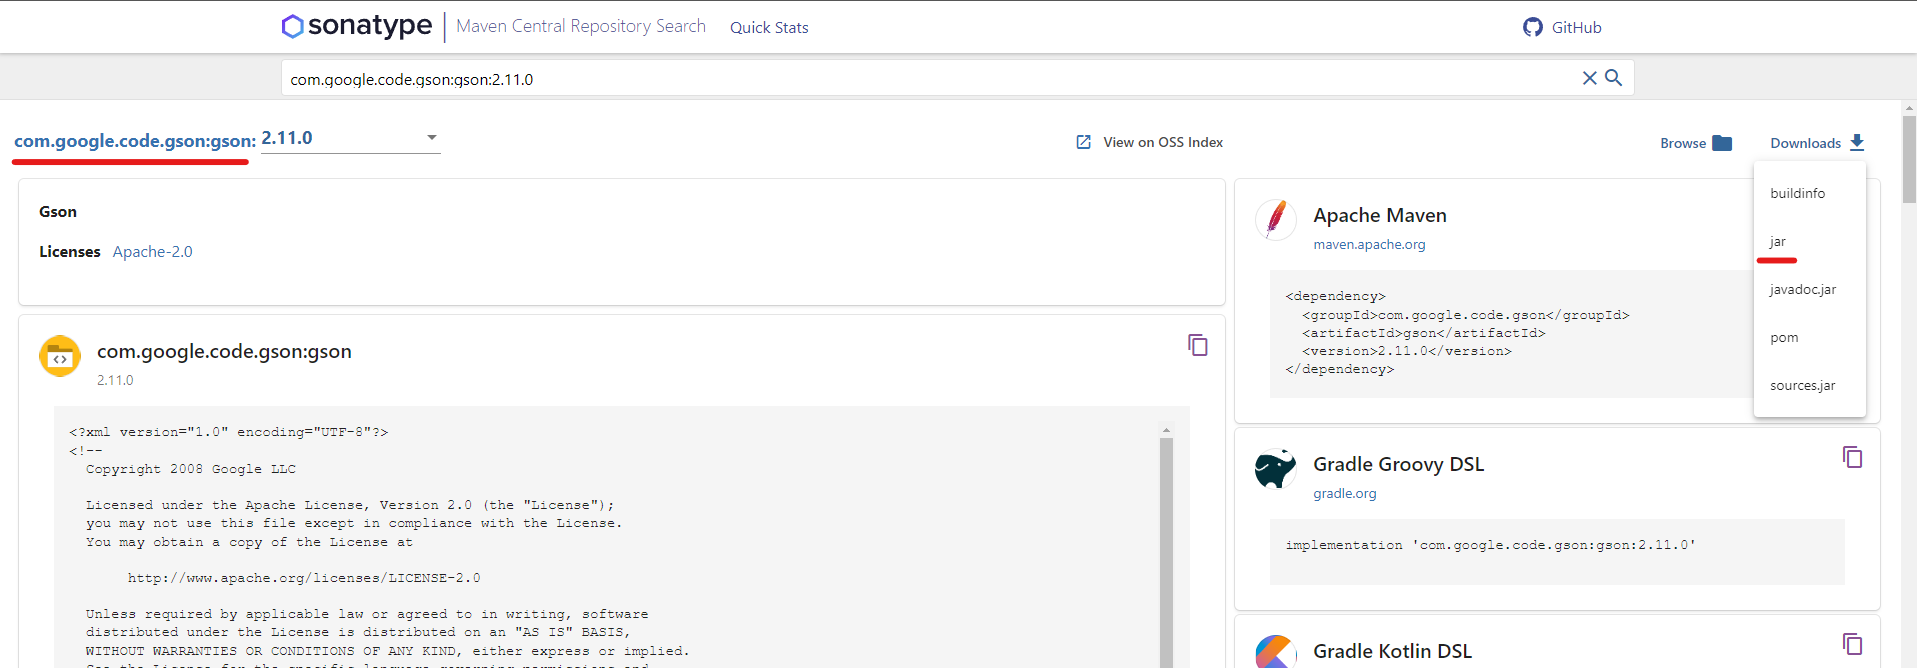 sonatype
Maven Central Repository Search
Quick Stats
GitHub
com.google.code.gson:gson:2.11.0
com.google.code.gson:gson:
2.11.0
View on OSS Index
Browse
Downloads
buildinfo
jar
javadoc.jar
pom
sources.jar
Gson
Licenses Apache-2.0
com.google.code.gson:gson
2.11.0
<?xml version="1.0" encoding="UTF-8"?>
<!--
Copyright 2008 Google LLC
Licensed under the Apache License, Version 2.0 (the "License");
you may not use this file except in compliance with the License.
You may obtain a copy of the License at
http://www.apache.org/licenses/LICENSE-2.0
Unless required by applicable law or agreed to in writing, software
distributed under the License is distributed on an "AS IS" BASIS,
WITHOUT WARRANTIES OR CONDITIONS OF ANY KIND, either express or implied.
Apache Maven
maven.apache.org
<dependency>
<groupId>com.google.code.gson</groupId>
<artifactId>gson</artifactId>
<version>2.11.0</version>
</dependency>
Gradle Groovy DSL
gradle.org
implementation 'com.google.code.gson:gson:2.11.0'
Gradle Kotlin DSL